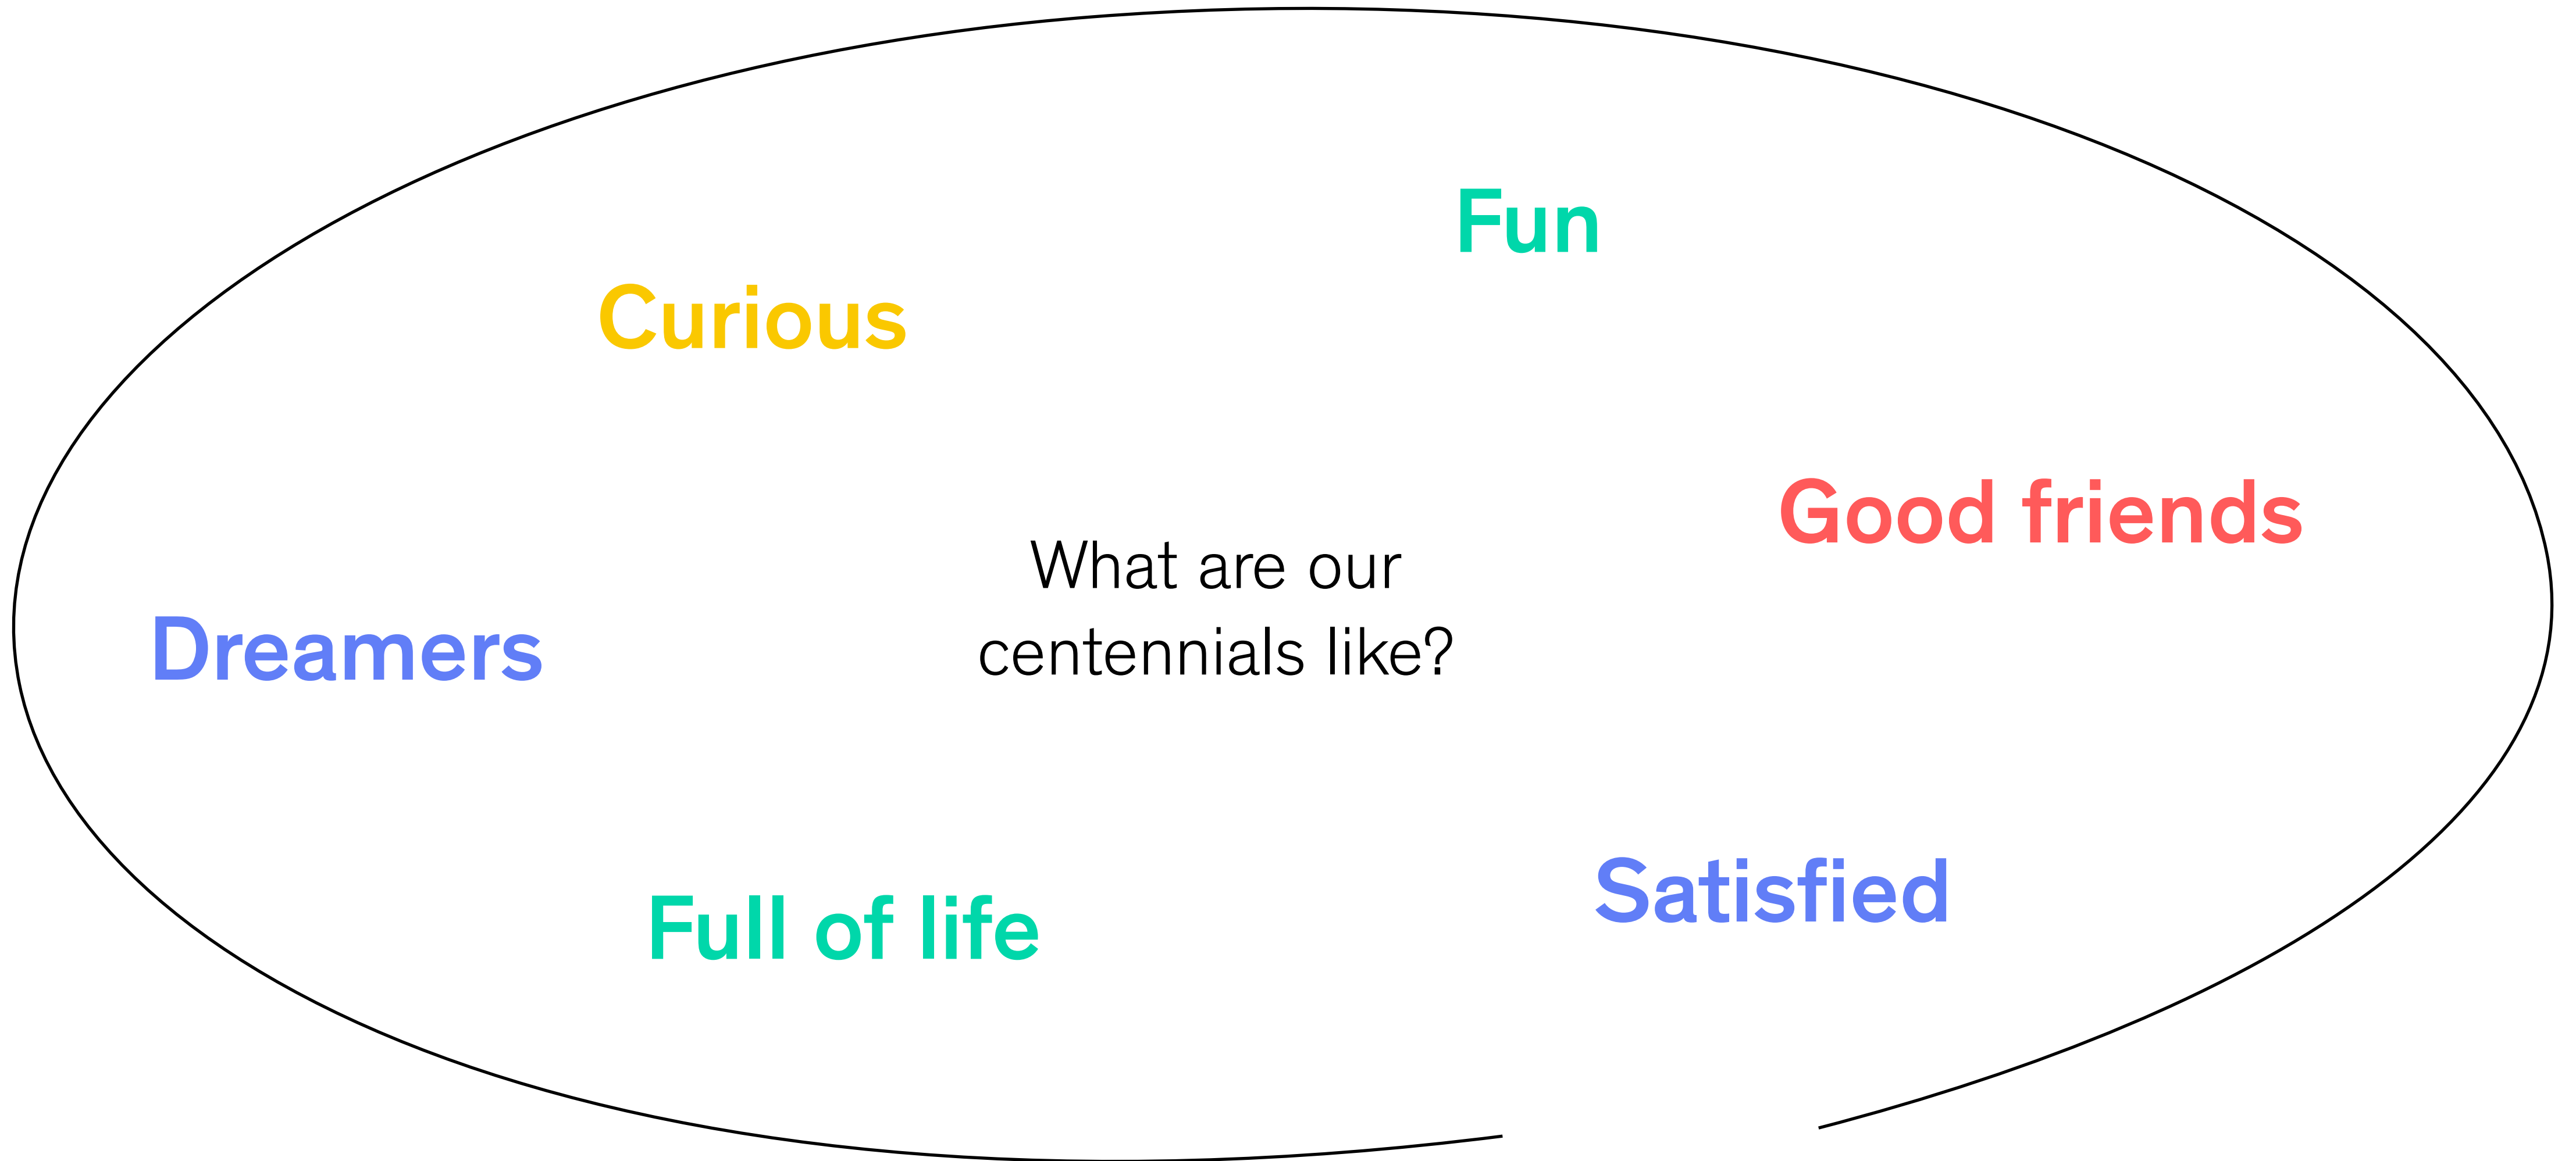 Fun
Curious
Good friends
What are our
centennials like?
Dreamers
Satisfied
Full of life